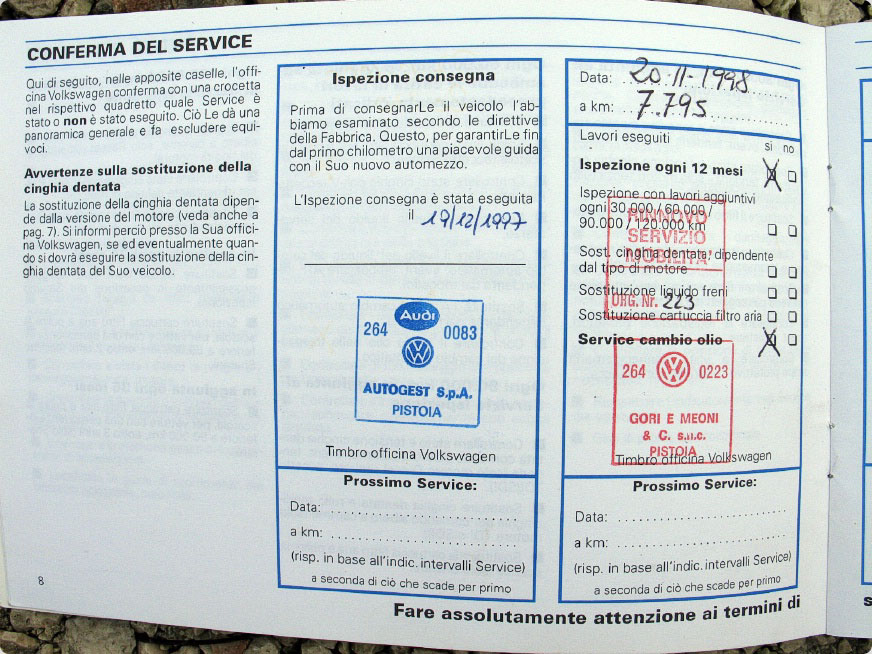 CONFERMA DEL SERVICE
Qui di seguito, nelle apposite caselle, l'offi-
cina Volkswagen conferma con una crocetta
nel rispettivo quadretto quale Service è
stato o non è stato eseguito. Ciò Le dà una
panoramica generale e fa escludere equi-
voci.
Avvertenze sulla sostituzione della
cinghia dentata
La sostituzione della cinghia dentata dipen-
de dalla versione del motore (veda anche a
pag. 7). Si informi perciò presso la Sua offici-
na Volkswagen, se ed eventualmente quan-
do si dovrà eseguire la sostituzione della cin-
ghia dentata del Suo veicolo.
8
Ispezione consegna
Prima di consegnarLe il veicolo l'ab-
biamo esaminato secondo le direttive
della Fabbrica. Questo, per garantirLe fin
dal primo chilometro una piacevole guida
con il Suo nuovo automezzo.
L'Ispezione consegna è stata eseguita
il 19/12/1997
Audi
264 0083
AUTOGEST S.p.A.
PISTOIA
Timbro officina Volkswagen
Prossimo Service:
Data:
a km:
(risp. in base all'indic. intervalli Service)
a seconda di ciò che scade per primo
Data: 20-11-1998
a km: 7.795
Lavori eseguiti
si no
Ispezione ogni 12 mesi
Ispezione con lavori aggiuntivi
ogni 30.000 / 60.000 /
90.000 / 120.000 km
Sost. cinghia dentata, dipendente
dal tipo di motore
Sostituzione liquido freni
Sostituzione cartuccia filtro aria
Service cambio olio
RINNOVO
SERVIZIO
MOBILITA'
ORG. Nr. 223
264 0223
GORI E MEONI
& C. s.n.c.
PISTOIA
Timbro officina Volkswagen
Prossimo Service:
Data:
a km:
(risp. in base all'indic. intervalli Service)
a seconda di ciò che scade per primo
Fare assolutamente attenzione ai termini di